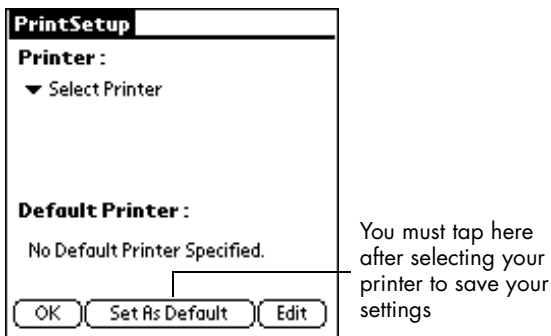 PrintSetup
Printer:
Select Printer
Default Printer:
No Default Printer Specified.
OK Set As Default Edit
You must tap here
after selecting your
printer to save your
settings